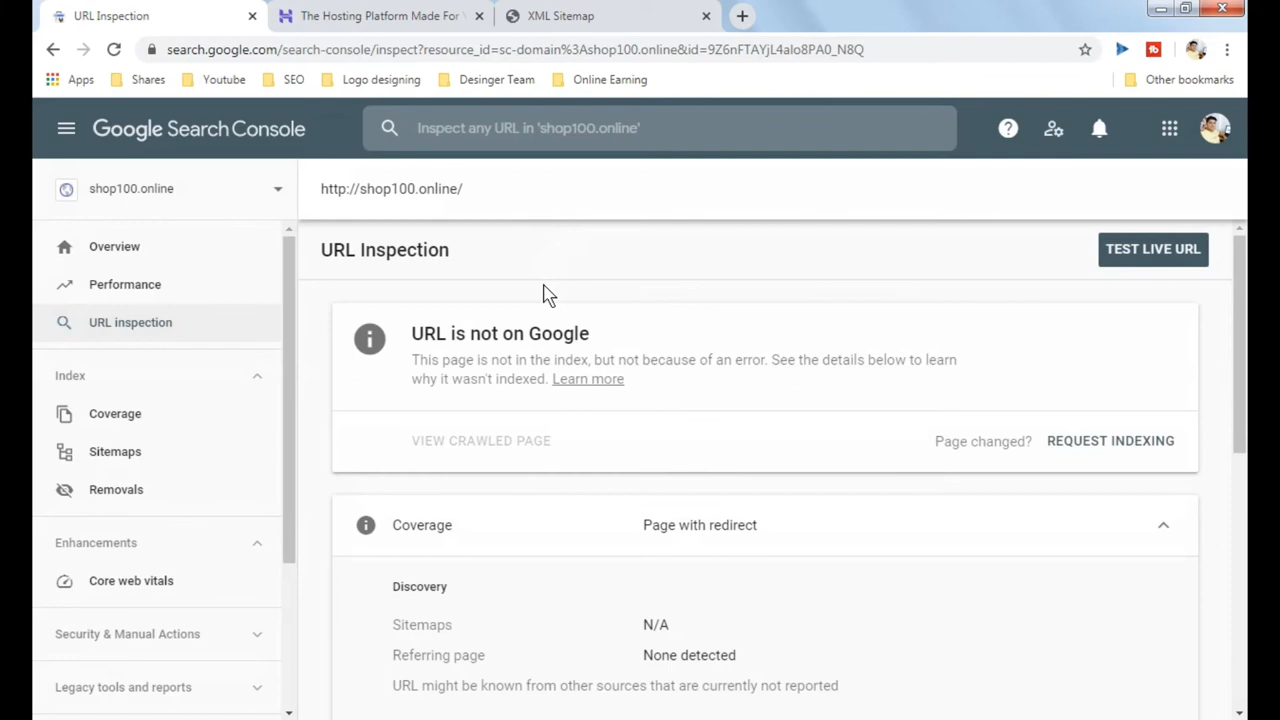 URL Inspection
The Hosting Platform Made For
XML Sitemap
search.google.com/search-console/inspect?resource_id=sc-domain%3Ashop100.online&id=9Z6nFTAYjL4alo8PA0_N8Q
Apps
Shares
Youtube
SEO
Logo designing
Desinger Team
Online Earning
Other bookmarks
Google Search Console
Inspect any URL in 'shop100.online'
shop100.online
http://shop100.online/
Overview
Performance
URL inspection
Index
Coverage
Sitemaps
Removals
Enhancements
Core web vitals
Security & Manual Actions
Legacy tools and reports
URL Inspection
TEST LIVE URL
URL is not on Google
This page is not in the index, but not because of an error. See the details below to learn
why it wasn't indexed. Learn more
VIEW CRAWLED PAGE
Page changed? REQUEST INDEXING
Coverage
Page with redirect
Discovery
Sitemaps
N/A
Referring page
None detected
URL might be known from other sources that are currently not reported